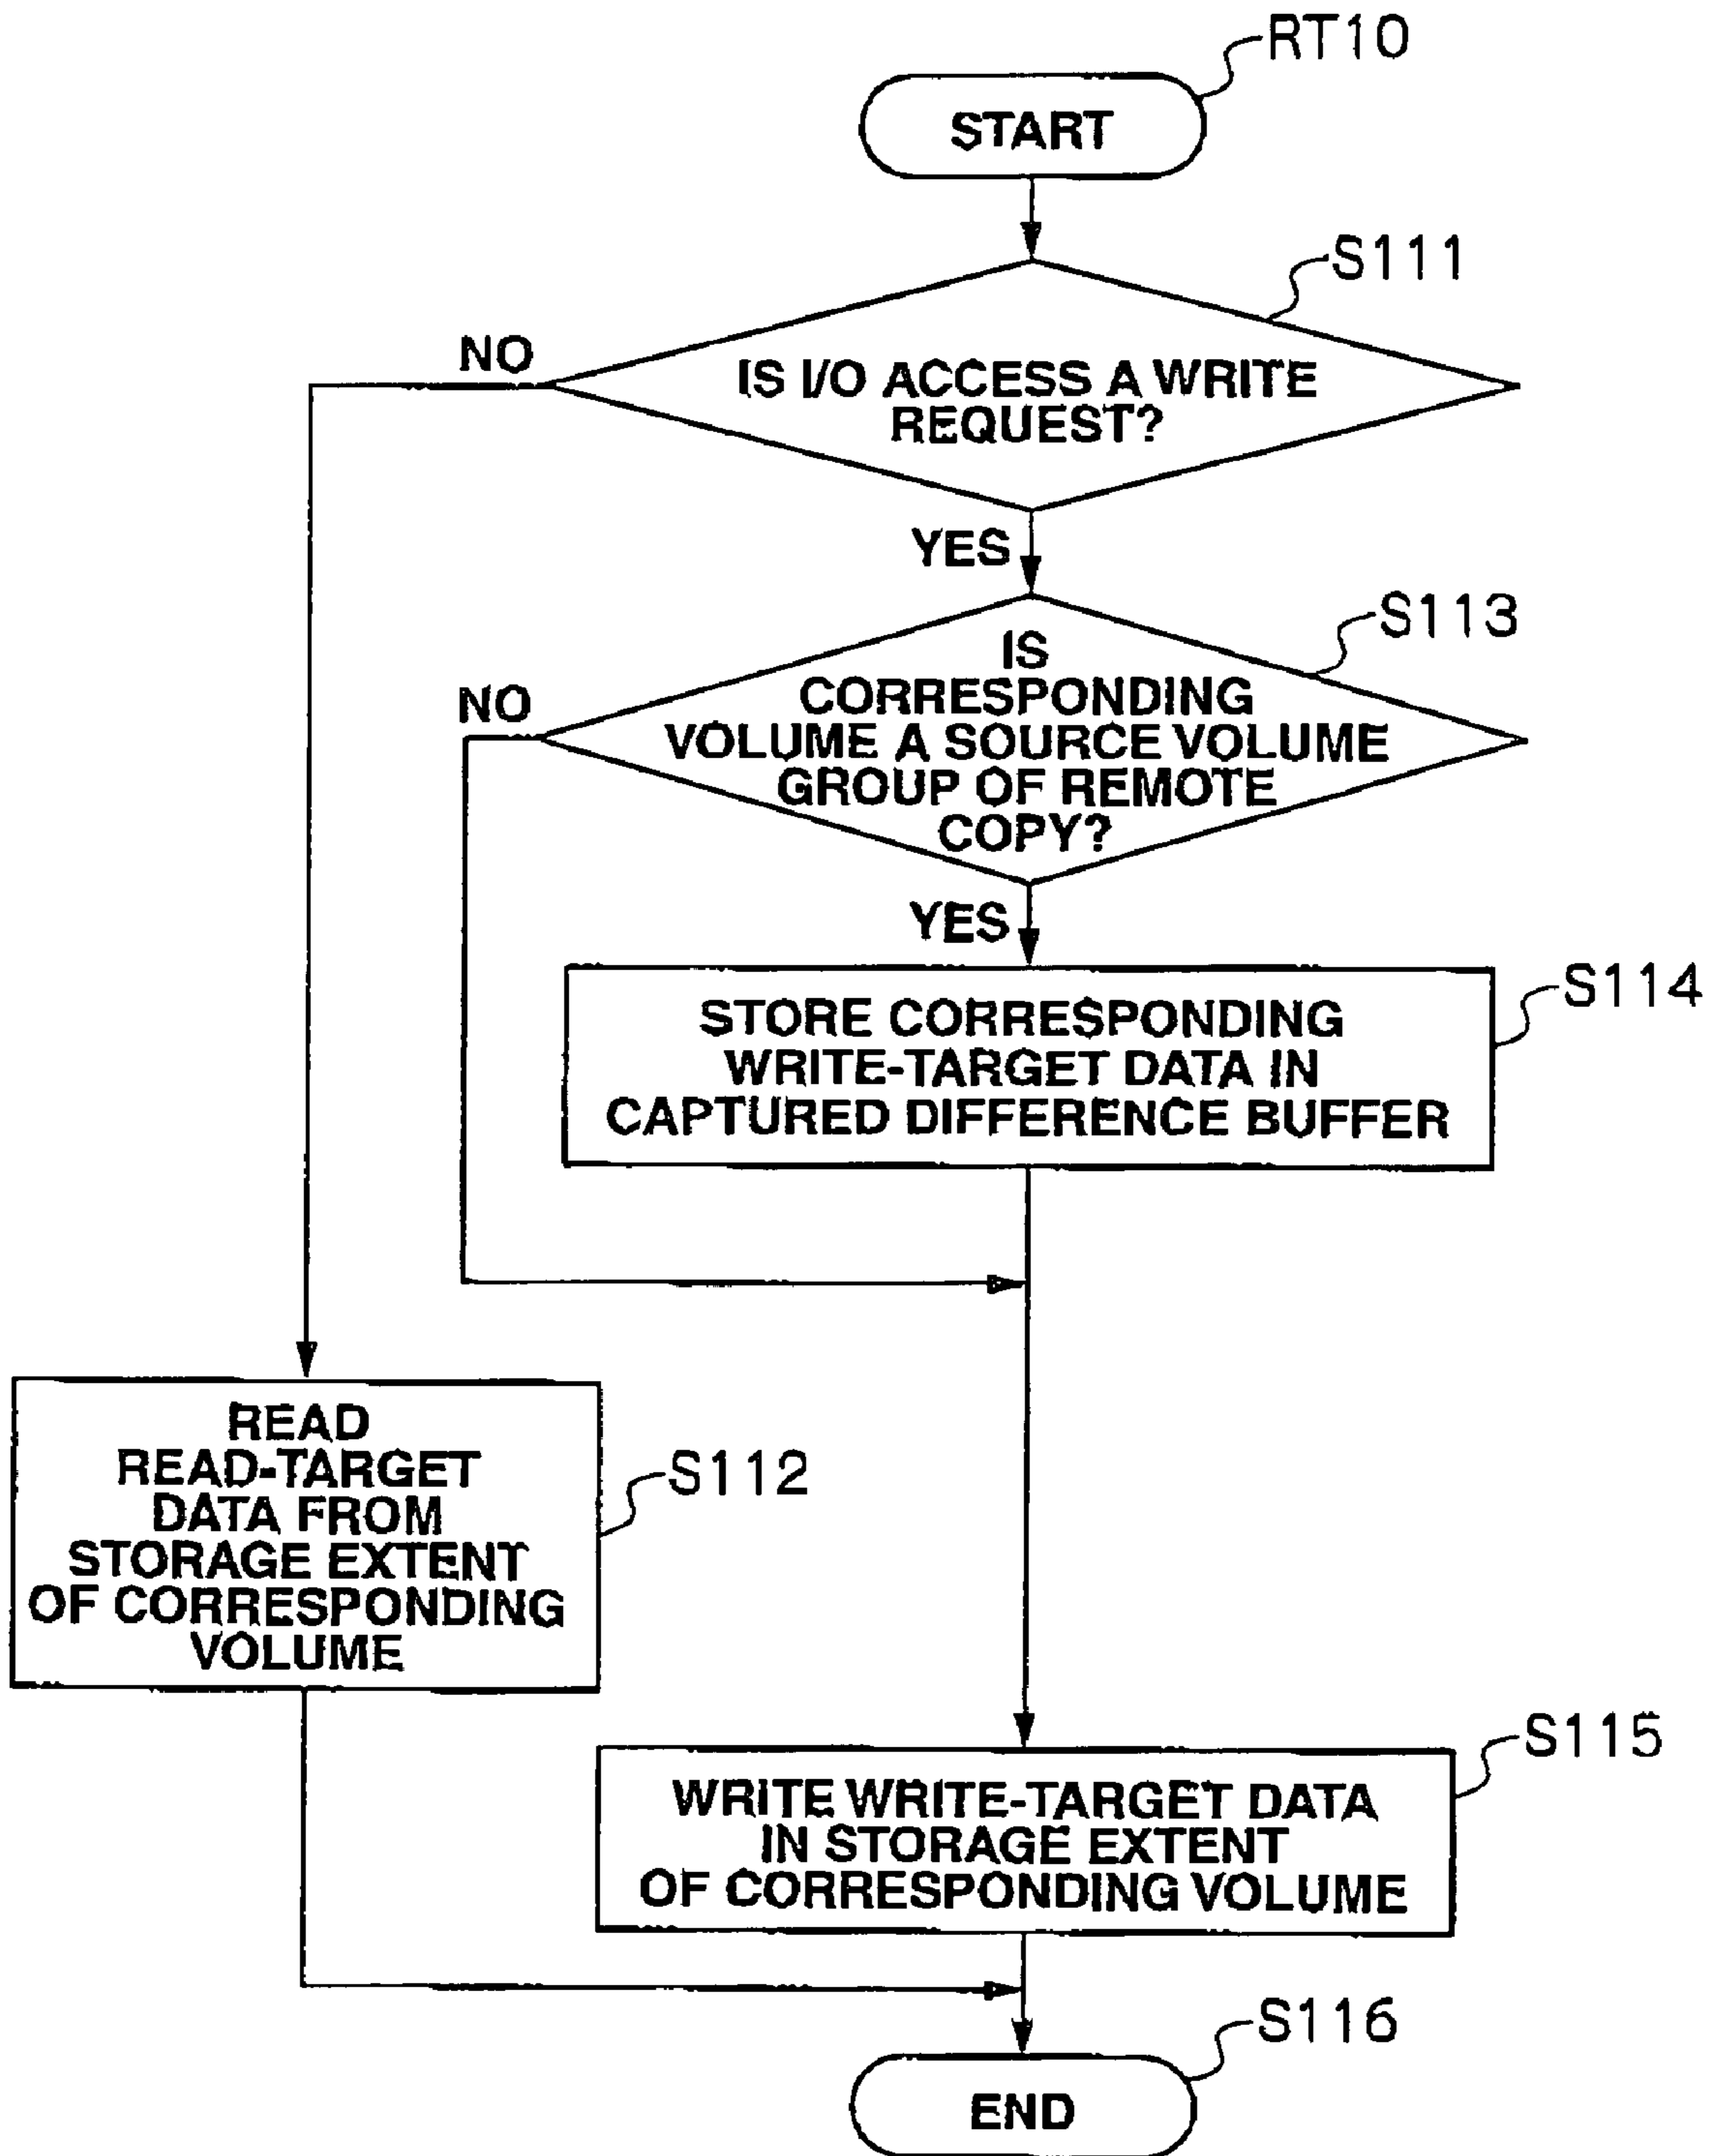 RT10
START
S111
NO
IS I/O ACCESS A WRITE
REQUEST?
YES
S113
NO
IS
CORRESPONDING
VOLUME A SOURCE VOLUME
GROUP OF REMOTE
COPY?
YES
S114
STORE CORRESPONDING
WRITE-TARGET DATA IN
CAPTURED DIFFERENCE BUFFER
READ
READ-TARGET
DATA FROM
STORAGE EXTENT
OF CORRESPONDING
VOLUME
S112
S115
WRITE WRITE-TARGET DATA
IN STORAGE EXTENT
OF CORRESPONDING VOLUME
S116
END